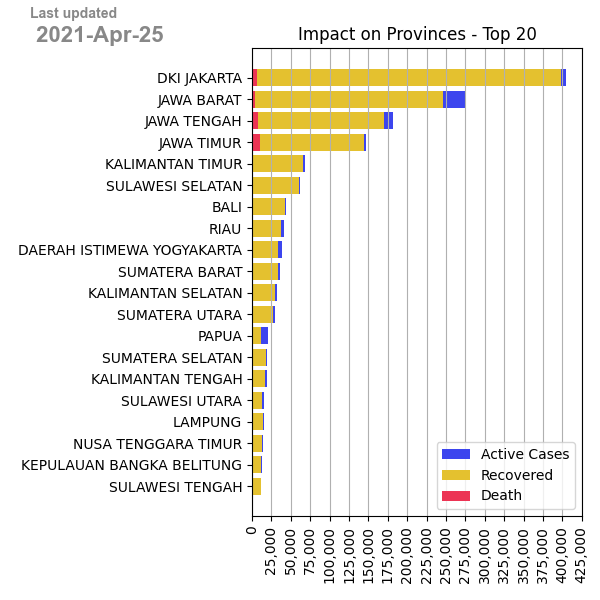 Last updated
2021-Apr-25
Impact on Provinces - Top 20
DKI JAKARTA
JAWA BARAT
JAWA TENGAH
JAWA TIMUR
KALIMANTAN TIMUR
SULAWESI SELATAN
BALI
RIAU
DAERAH ISTIMEWA YOGYAKARTA
SUMATERA BARAT
KALIMANTAN SELATAN
SUMATERA UTARA
PAPUA
SUMATERA SELATAN
KALIMANTAN TENGAH
SULAWESI UTARA
LAMPUNG
NUSA TENGGARA TIMUR
KEPULAUAN BANGKA BELITUNG
SULAWESI TENGAH
Active Cases
Recovered
Death
0
25,000
50,000
75,000
100,000
125,000
150,000
175,000
200,000
225,000
250,000
275,000
300,000
325,000
350,000
375,000
400,000
425,000